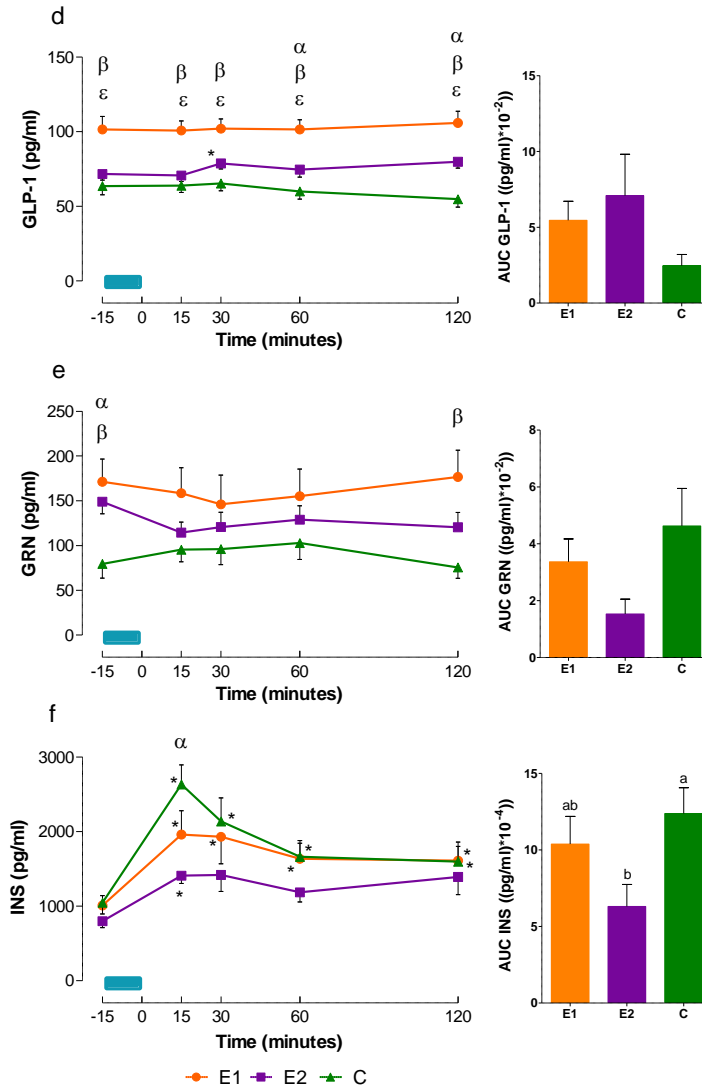 d
α α
β β β β β
ε ε ε ε ε
150
100
50
0
*
GLP-1 (pg/ml)
-15 0 15 30 60 120
Time (minutes)
15
10
5
0
AUC GLP-1 ((pg/ml)*10-2))
E1 E2 C
e
α
β β
250
200
150
100
50
0
GRN (pg/ml)
-15 0 15 30 60 120
Time (minutes)
8
6
4
2
0
AUC GRN ((pg/ml)*10-2))
E1 E2 C
f
α
3000
2000
1000
0
* * * * * * * * *
INS (pg/ml)
-15 0 15 30 60 120
Time (minutes)
15
10
5
0
AUC INS ((pg/ml)*10-4))
ab b a
E1 E2 C
E1 E2 C